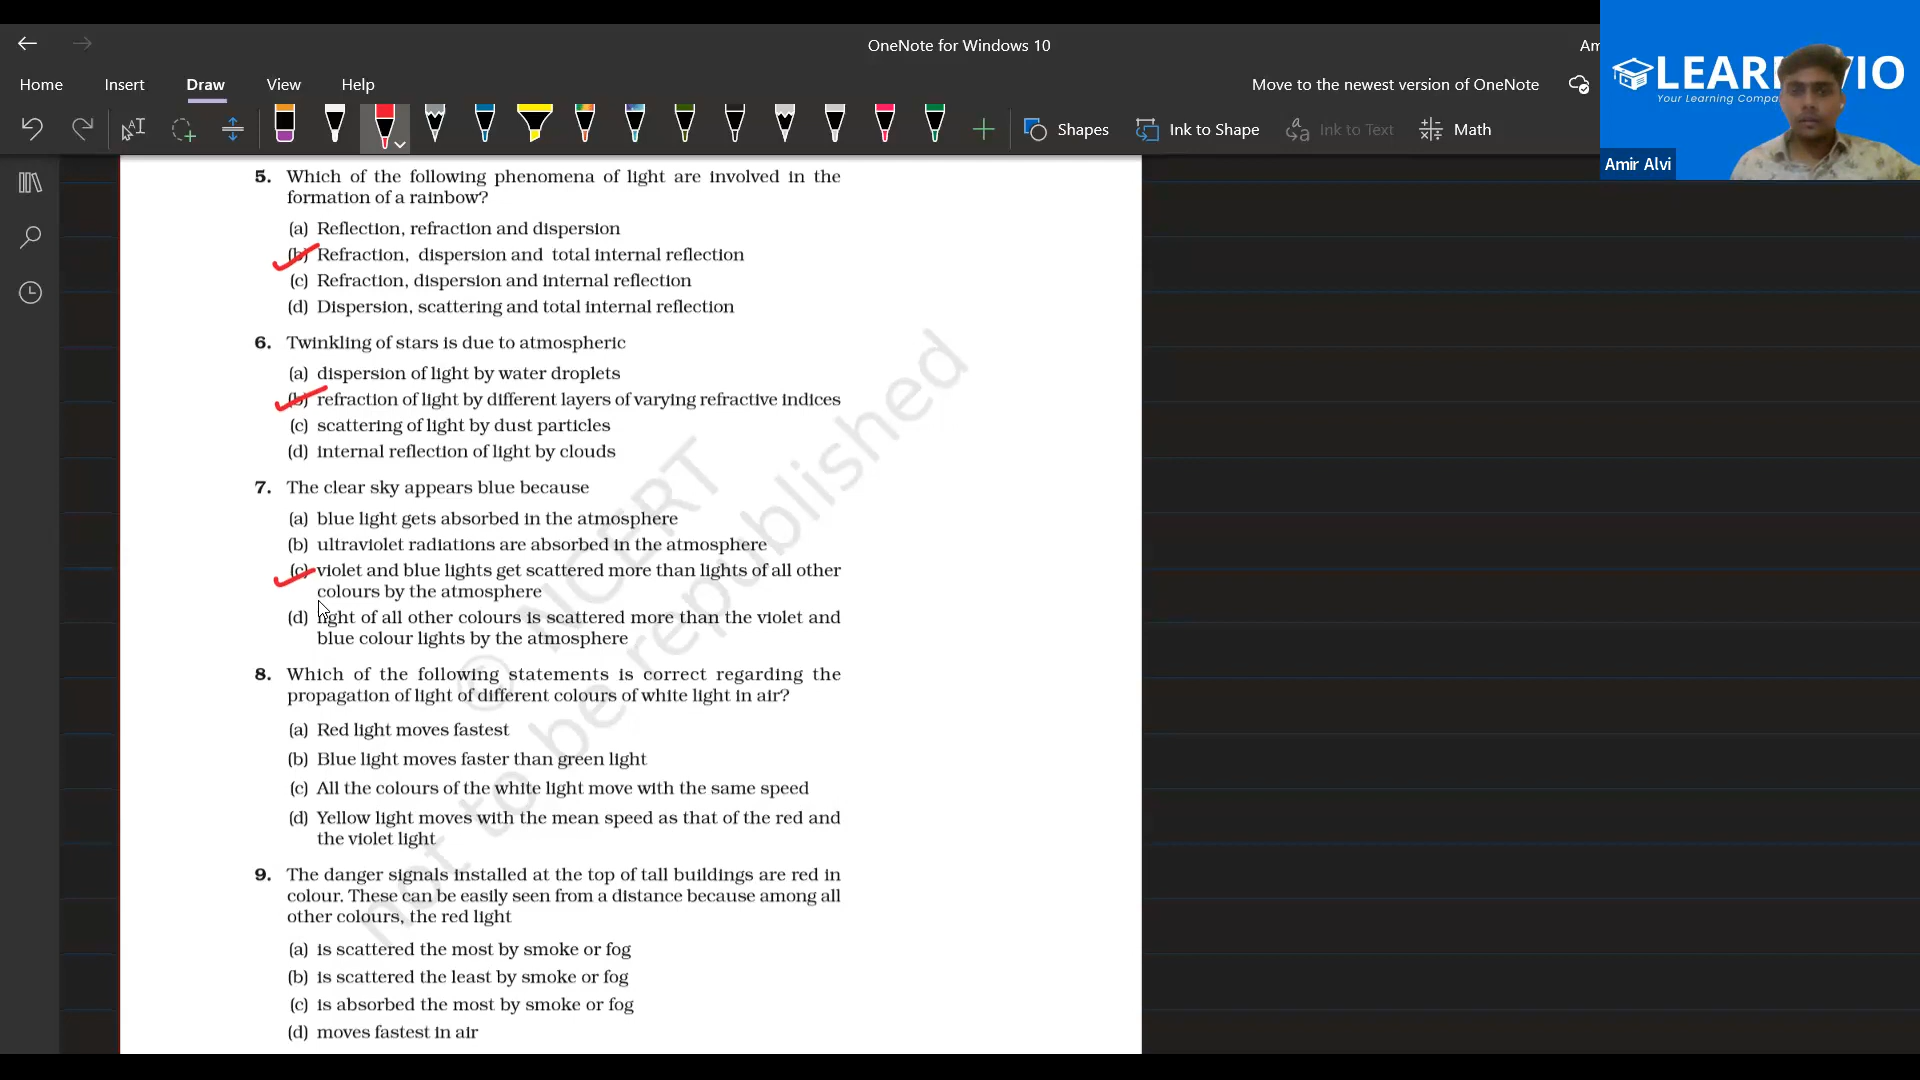 OneNote for Windows 10
Am
LEARN VIO
Your Learning Compa
Amir Alvi
Home Insert Draw View Help
Move to the newest version of OneNote
Shapes Ink to Shape Ink to Text Math
5. Which of the following phenomena of light are involved in the
formation of a rainbow?
(a) Reflection, refraction and dispersion
(b) Refraction, dispersion and total internal reflection
(c) Refraction, dispersion and internal reflection
(d) Dispersion, scattering and total internal reflection
6. Twinkling of stars is due to atmospheric
(a) dispersion of light by water droplets
(b) refraction of light by different layers of varying refractive indices
(c) scattering of light by dust particles
(d) internal reflection of light by clouds
7. The clear sky appears blue because
(a) blue light gets absorbed in the atmosphere
(b) ultraviolet radiations are absorbed in the atmosphere
(c) violet and blue lights get scattered more than lights of all other
colours by the atmosphere
(d) light of all other colours is scattered more than the violet and
blue colour lights by the atmosphere
8. Which of the following statements is correct regarding the
propagation of light of different colours of white light in air?
(a) Red light moves fastest
(b) Blue light moves faster than green light
(c) All the colours of the white light move with the same speed
(d) Yellow light moves with the mean speed as that of the red and
the violet light
9. The danger signals installed at the top of tall buildings are red in
colour. These can be easily seen from a distance because among all
other colours, the red light
(a) is scattered the most by smoke or fog
(b) is scattered the least by smoke or fog
(c) is absorbed the most by smoke or fog
(d) moves fastest in air
© NCERT
not to be republished